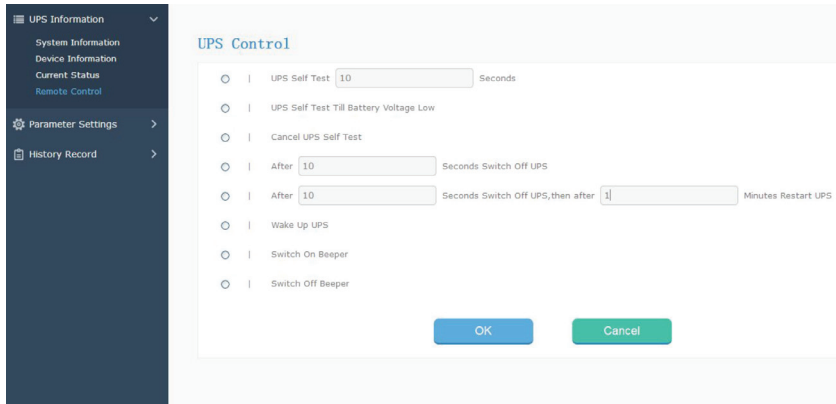 UPS Information
System Information
Device Information
Current Status
Remote Control
Parameter Settings
History Record
UPS Control
UPS Self Test 10 Seconds
UPS Self Test Till Battery Voltage Low
Cancel UPS Self Test
After 10 Seconds Switch Off UPS
After 10 Seconds Switch Off UPS,then after 1 Minutes Restart UPS
Wake Up UPS
Switch On Beeper
Switch Off Beeper
OK Cancel